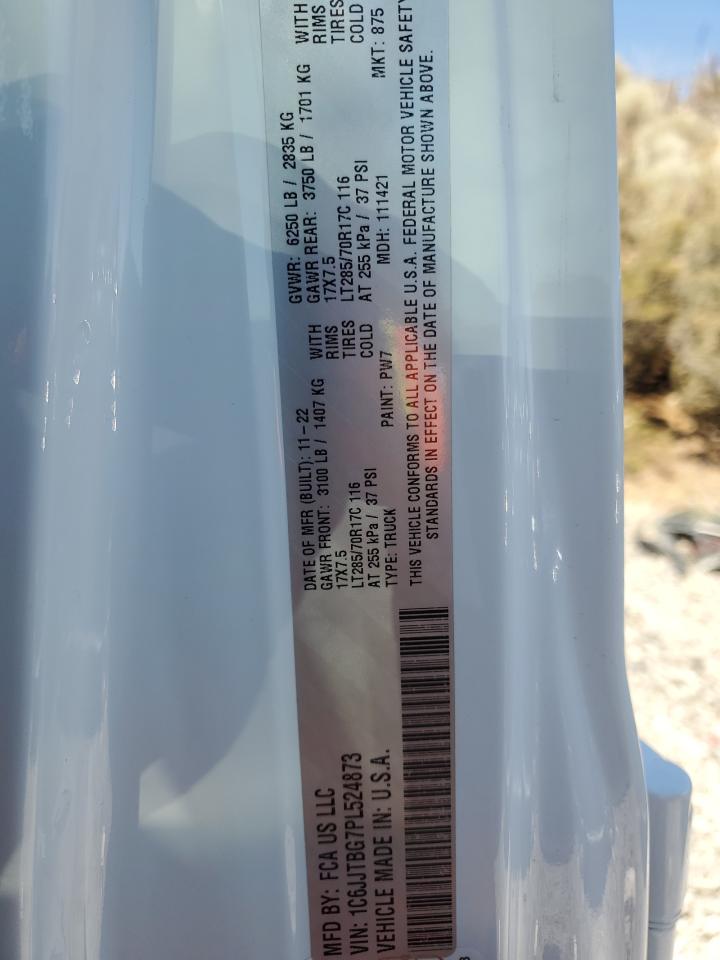 MFD BY: FCA US LLC
VIN: 1C6JJTBG7PL524873
VEHICLE MADE IN: U.S.A.
DATE OF MFR (BUILT): 11-22 GVWR: 6250 LB / 2835 KG
GAWR FRONT: 3100 LB / 1407 KG WITH GAWR REAR: 3750 LB / 1701 KG WITH
17X7.5 RIMS 17X7.5 RIMS
LT285/70R17C 116 TIRES LT285/70R17C 116 TIRES
AT 255 kPa / 37 PSI COLD AT 255 kPa / 37 PSI COLD
TYPE: TRUCK PAINT: PW7 MDH: 111421 MKT: 875
THIS VEHICLE CONFORMS TO ALL APPLICABLE U.S.A. FEDERAL MOTOR VEHICLE SAFETY
STANDARDS IN EFFECT ON THE DATE OF MANUFACTURE SHOWN ABOVE.